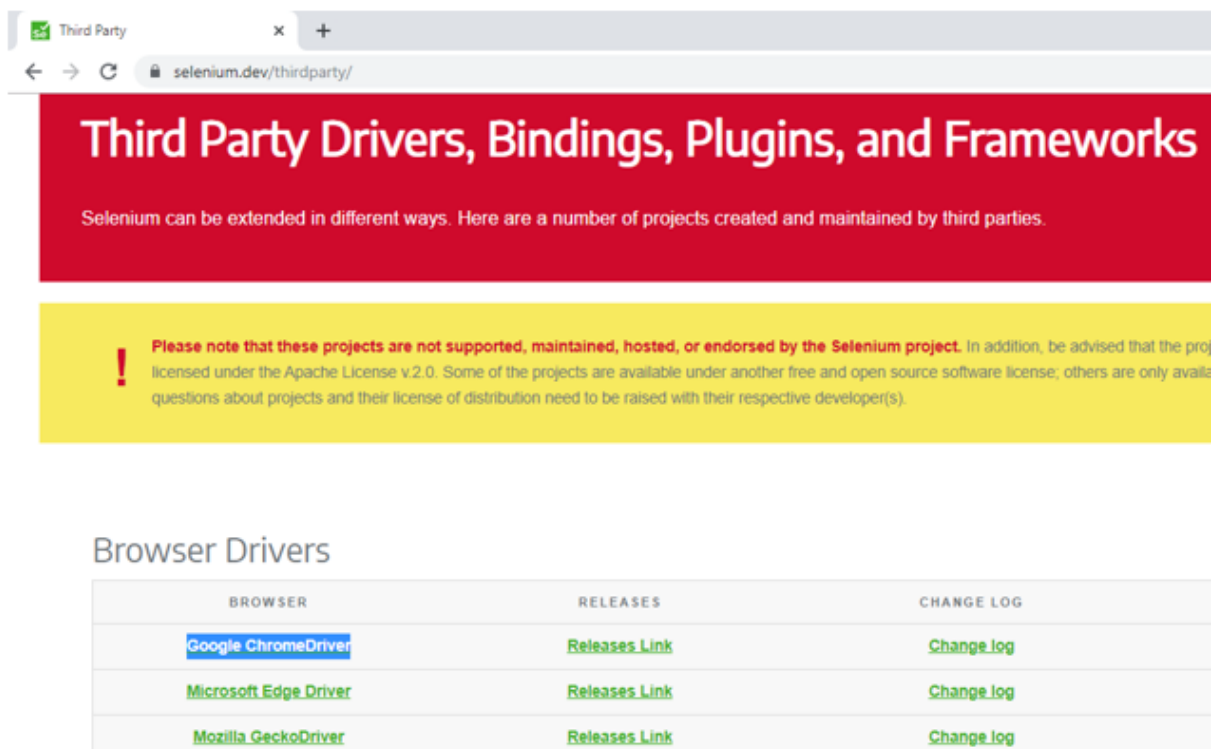 Third Party
selenium.dev/thirdparty/
Third Party Drivers, Bindings, Plugins, and Frameworks
Selenium can be extended in different ways. Here are a number of projects created and maintained by third parties.
! Please note that these projects are not supported, maintained, hosted, or endorsed by the Selenium project. In addition, be advised that the
licensed under the Apache License v.2.0. Some of the projects are available under another free and open source software license; others are only
questions about projects and their license of distribution need to be raised with their respective developer(s).
Browser Drivers
BROWSER RELEASES CHANGE LOG
Google ChromeDriver Releases Link Change log
Microsoft Edge Driver Releases Link Change log
Mozilla GeckoDriver Releases Link Change log